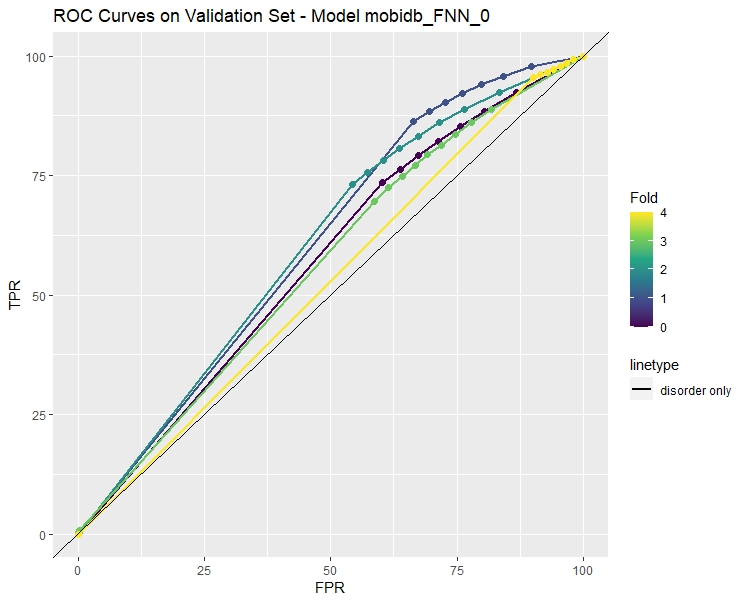 ROC Curves on Validation Set - Model mobidb_FNN_0
100
75
50
25
0
TPR
0
25
50
75
100
FPR
Fold
4
3
2
1
0
linetype
disorder only